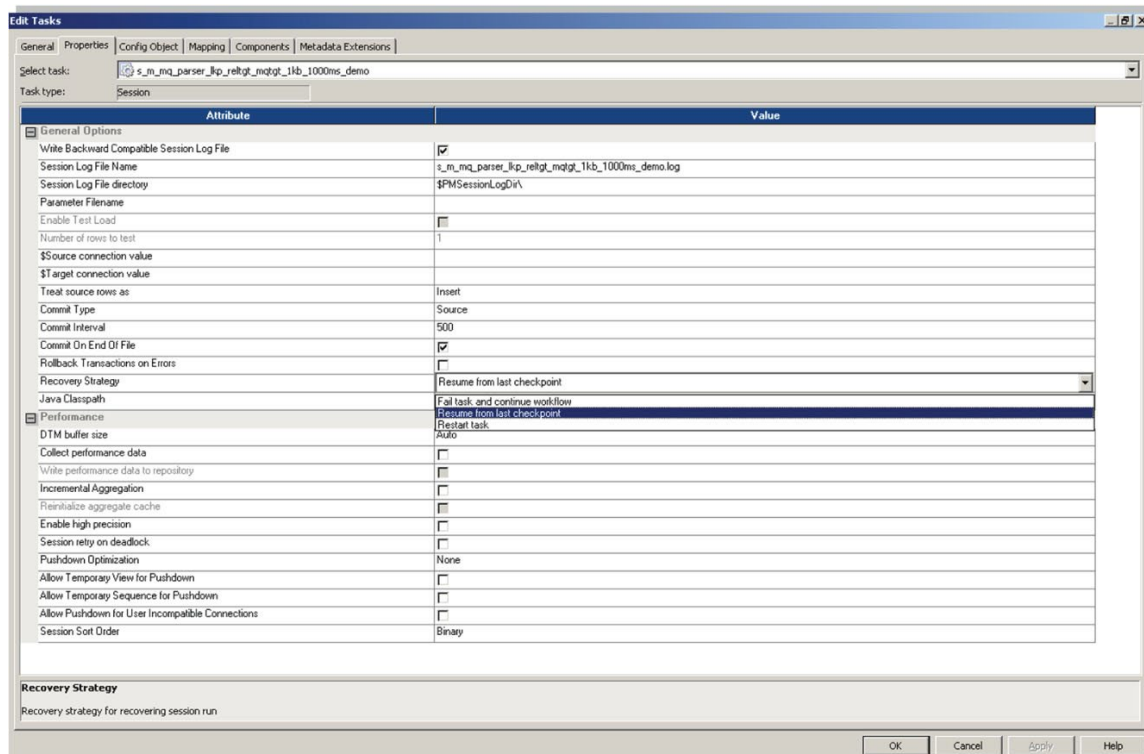 Edit Tasks
General Properties Config Object Mapping Components Metadata Extensions
Select task: s_m_mq_parser_lkp_reltgt_mqtgt_1kb_1000ms_demo
Task type: Session
Attribute Value
General Options
Write Backward Compatible Session Log File
Session Log File Name s_m_mq_parser_lkp_reltgt_mqtgt_1kb_1000ms_demo.log
Session Log File directory $PMSessionLogDir\
Parameter Filename
Enable Test Load
Number of rows to test 1
$Source connection value
$Target connection value
Treat source rows as Insert
Commit Type Source
Commit Interval 500
Commit On End Of File
Rollback Transactions on Errors
Recovery Strategy Resume from last checkpoint
Java Classpath Fail task and continue workflow
Resume from last checkpoint
Performance
Restart task
DTM buffer size Auto
Collect performance data
Write performance data to repository
Incremental Aggregation
Reinitialize aggregate cache
Enable high precision
Session retry on deadlock
Pushdown Optimization None
Allow Temporary View for Pushdown
Allow Temporary Sequence for Pushdown
Allow Pushdown for User Incompatible Connections
Session Sort Order Binary
Recovery Strategy
Recovery strategy for recovering session run
OK Cancel Apply Help